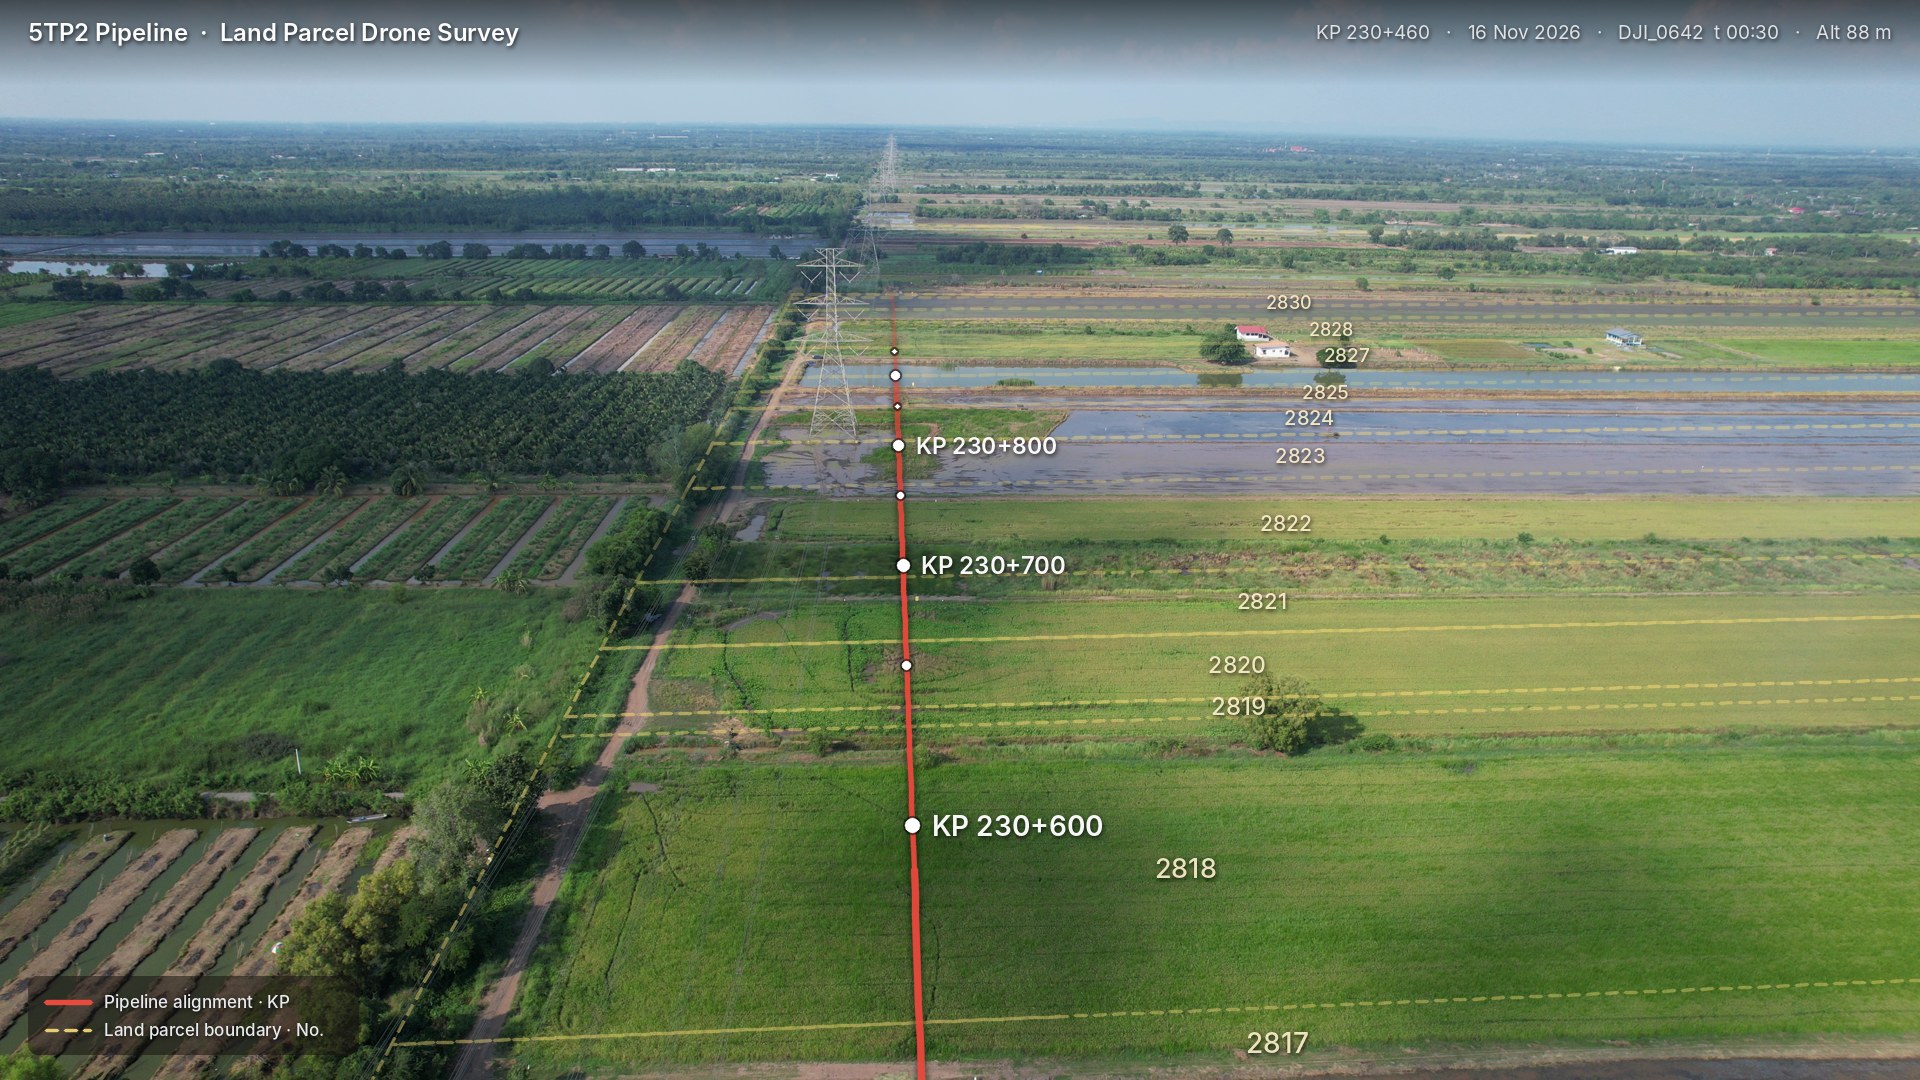 5TP2 Pipeline · Land Parcel Drone Survey
KP 230+460 · 16 Nov 2026 · DJI_0642 t 00:30 · Alt 88 m
2830
2828
2827
2825
2824
KP 230+800
2823
2822
KP 230+700
2821
2820
2819
KP 230+600
2818
Pipeline alignment · KP
Land parcel boundary · No.
2817